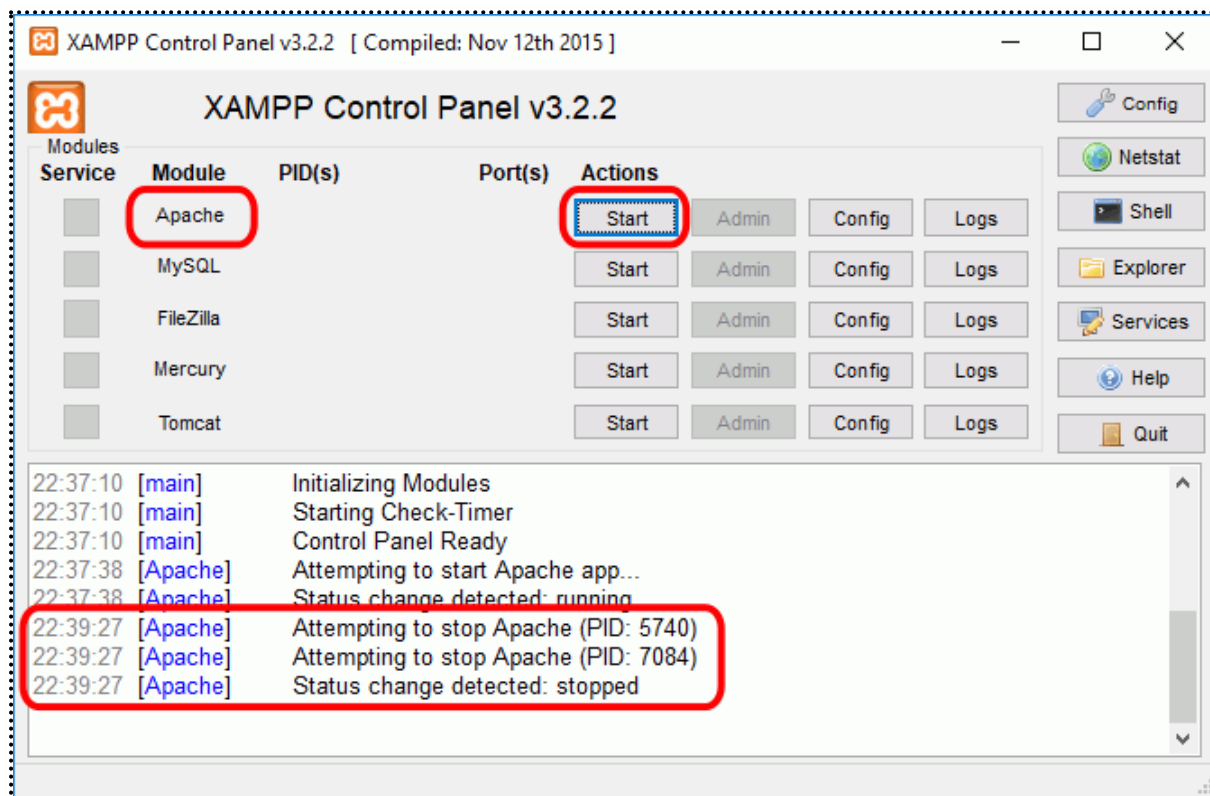 XAMPP Control Panel v3.2.2 [ Compiled: Nov 12th 2015 ]
XAMPP Control Panel v3.2.2
Config
Modules
Netstat
Service Module PID(s) Port(s) Actions
Apache Start Admin Config Logs
Shell
MySQL Start Admin Config Logs
Explorer
FileZilla Start Admin Config Logs
Services
Mercury Start Admin Config Logs
Help
Tomcat Start Admin Config Logs
Quit
22:37:10 [main] Initializing Modules
22:37:10 [main] Starting Check-Timer
22:37:10 [main] Control Panel Ready
22:37:38 [Apache] Attempting to start Apache app...
22:37:38 [Apache] Status change detected: running
22:39:27 [Apache] Attempting to stop Apache (PID: 5740)
22:39:27 [Apache] Attempting to stop Apache (PID: 7084)
22:39:27 [Apache] Status change detected: stopped